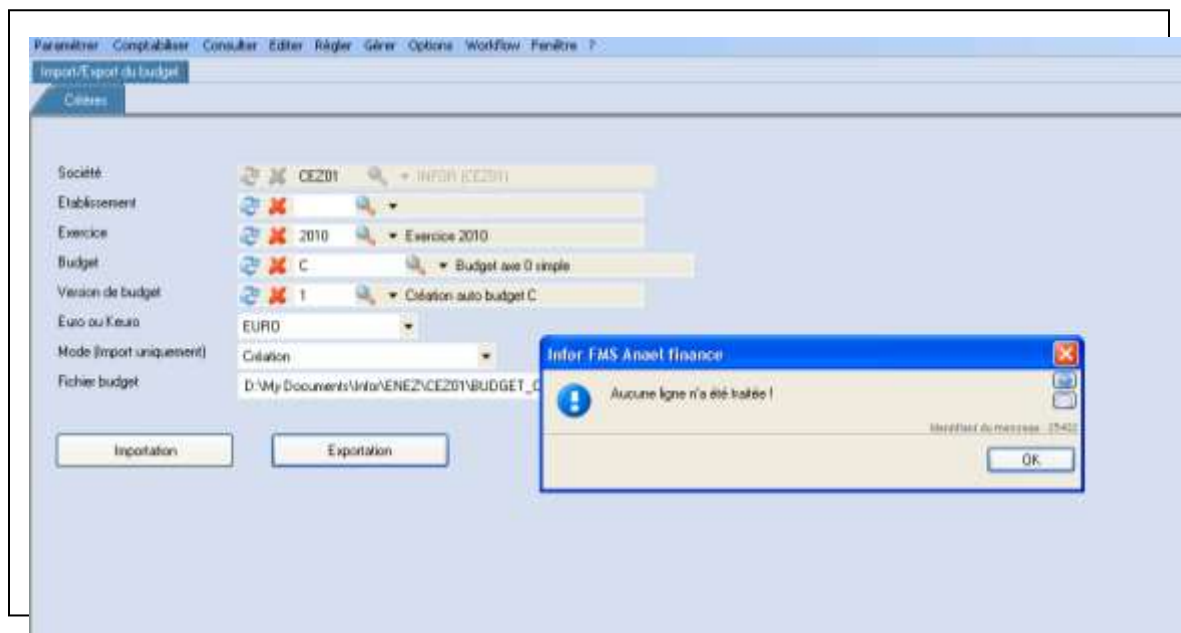 Paramétrer Comptabiliser Consulter Editer Régler Gérer Options Workflow Fenêtre ?
Import/Export du budget
Critères
Société CEZ01 INFOR (CEZ01)
Etablissement
Exercice 2010 Exercice 2010
Budget C Budget axe 0 simple
Version de budget 1 Création auto budget C
Euro ou Keuro EURO
Mode (Import uniquement) Création
Fichier budget D:\My Documents\Infor\ENEZ\CEZ01\BUDGET_C
Importation Exportation
Infor FMS Anael finance
Aucune ligne n'a été traitée !
Identifiant du message
OK